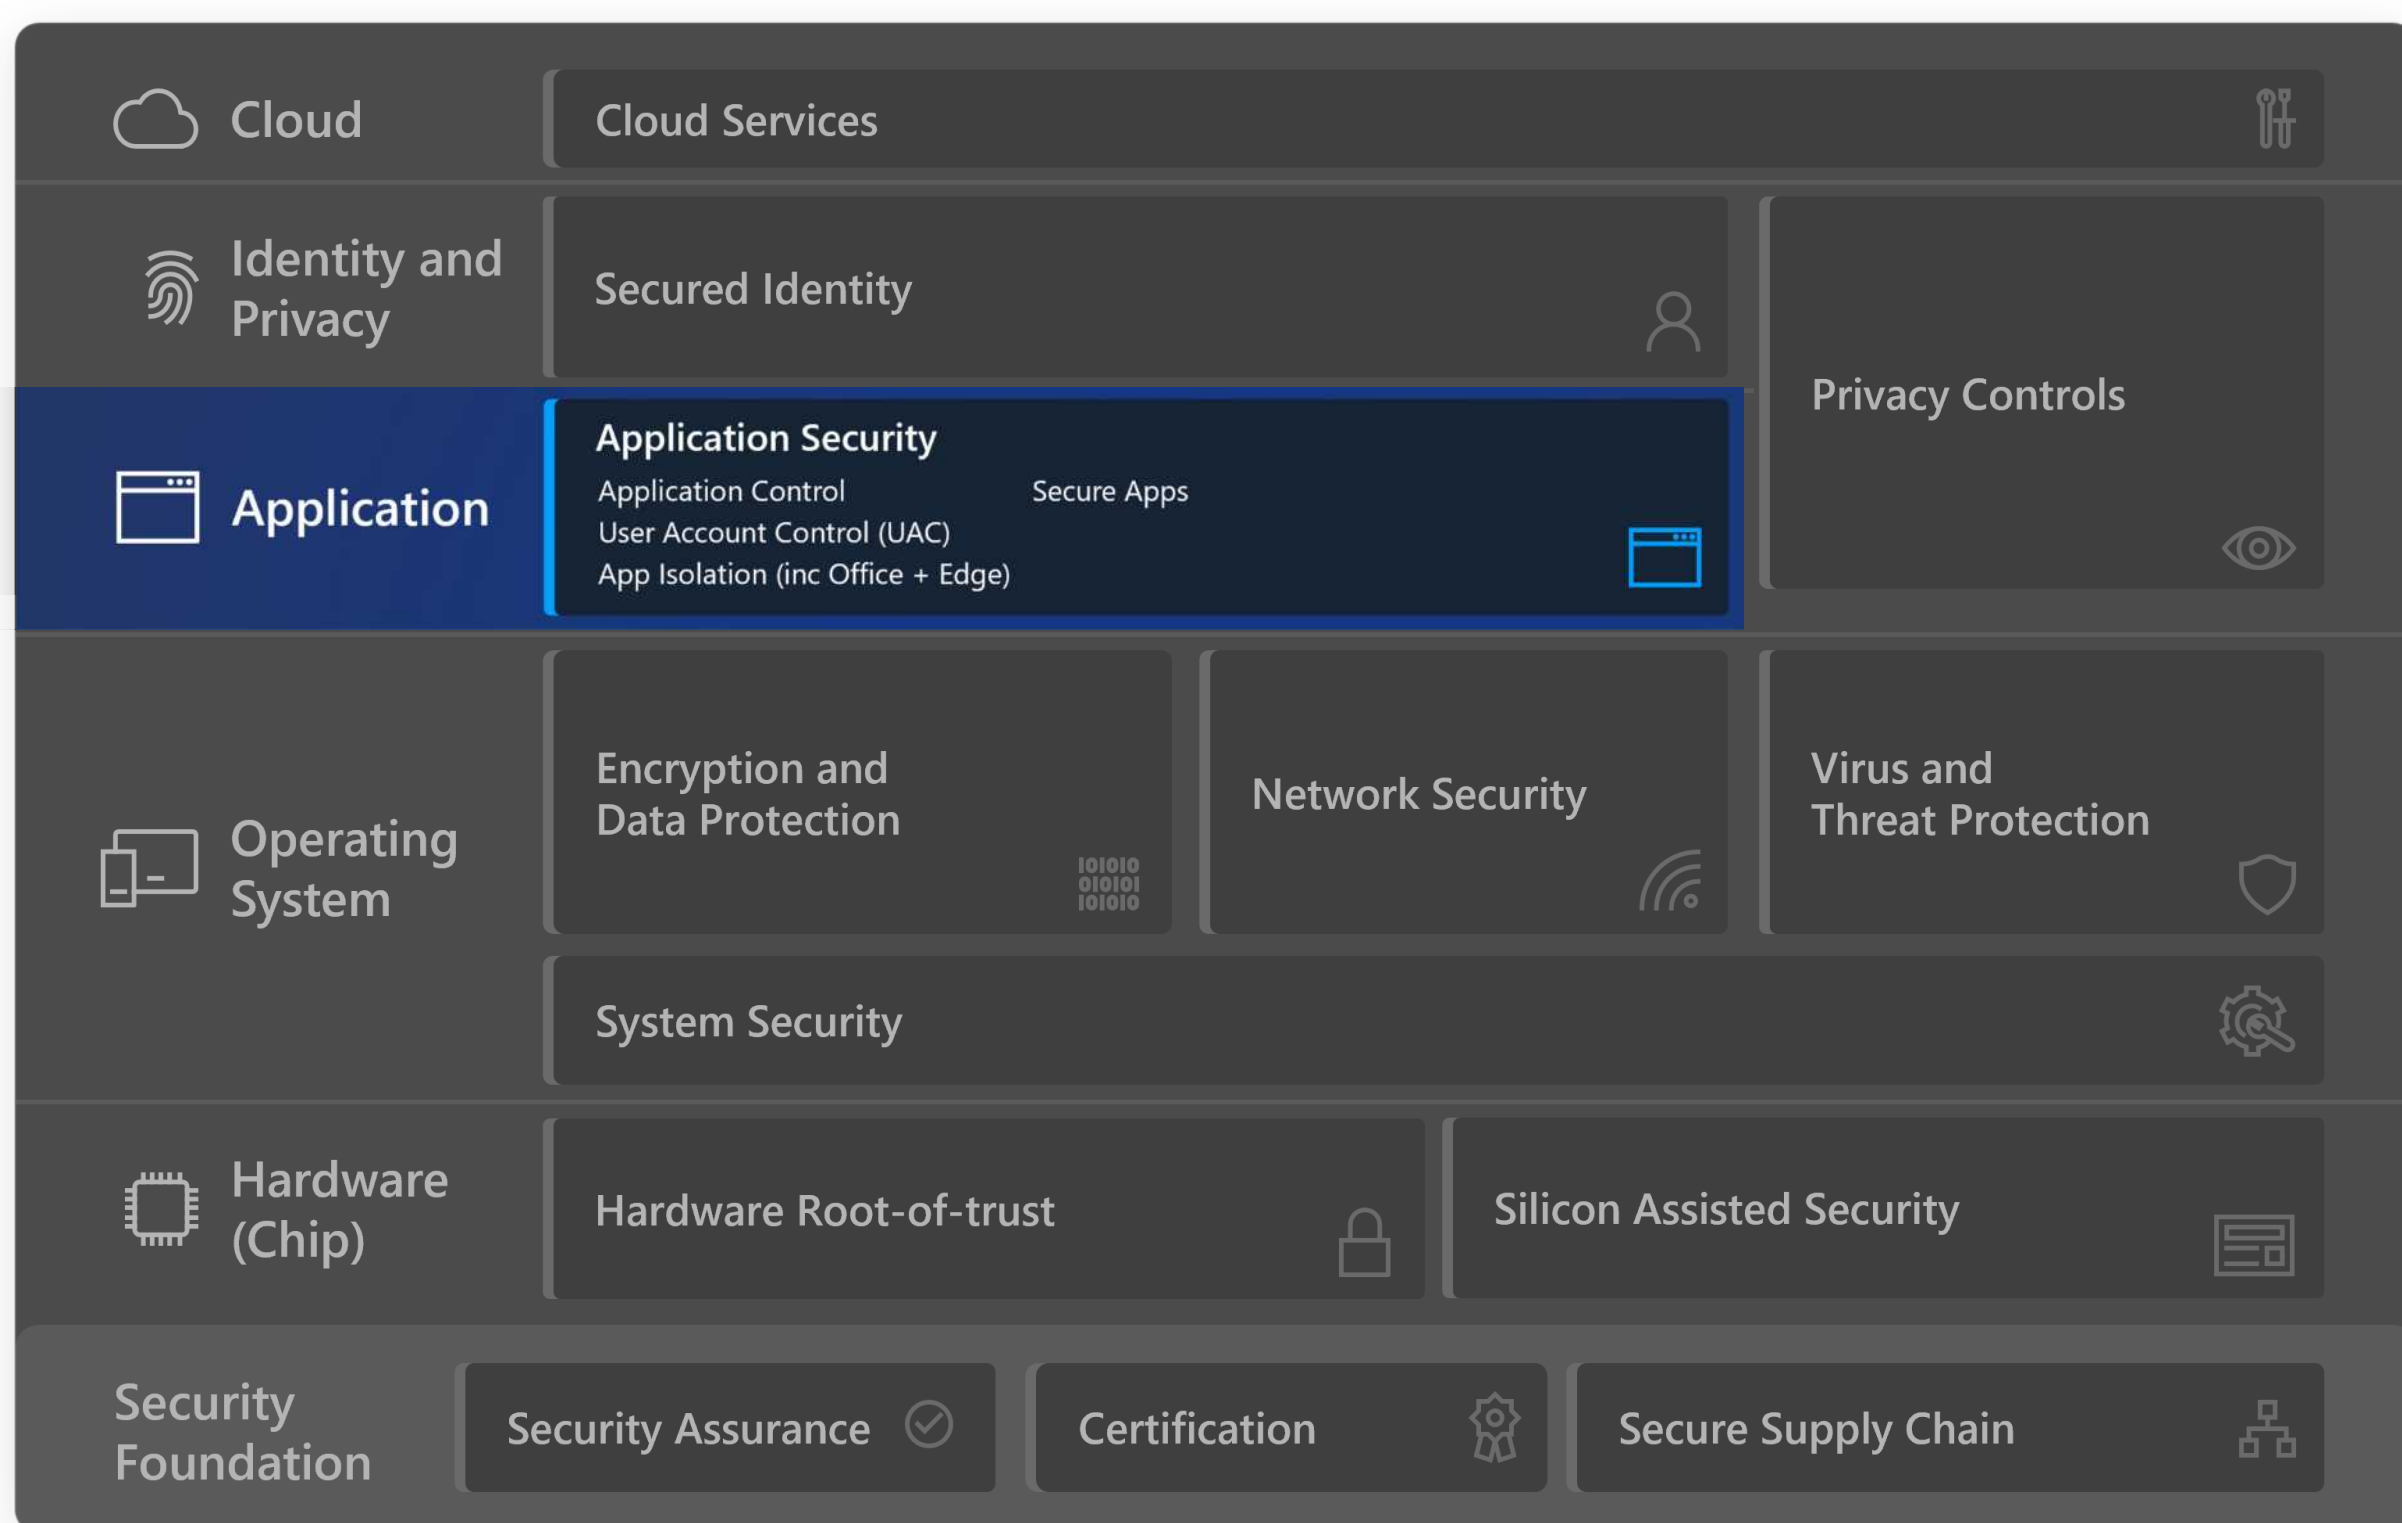 Cloud
Cloud Services
Identity and
Privacy
Secured Identity
Privacy Controls
Application
Application Security
Application Control
User Account Control (UAC)
App Isolation (inc Office + Edge)
Secure Apps
Operating
System
Encryption and
Data Protection
IOIOIO
OIOIOI
IOIOIO
Network Security
Virus and
Threat Protection
System Security
Hardware
(Chip)
Hardware Root-of-trust
Silicon Assisted Security
Security
Foundation
Security Assurance
Certification
Secure Supply Chain